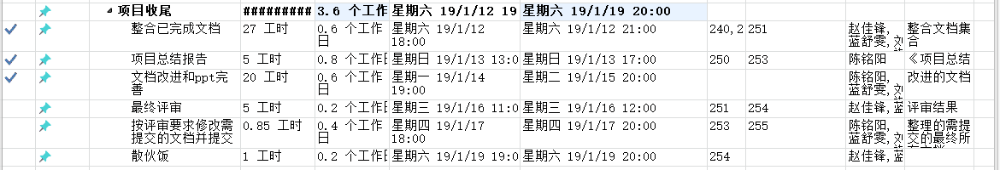 项目收尾 ######### 3.6 个工作 星期六 19/1/12 19 星期六 19/1/19 20:00
整合已完成文档 27 工时 0.6 个工作日 星期六 19/1/12 18:00 星期六 19/1/12 21:00 240,2 251 赵佳锋,蓝舒雯, 整合文档集合
项目总结报告 5 工时 0.8 个工作 星期日 19/1/13 13:0 星期日 19/1/13 17:00 250 253 陈铭阳 《项目总结
文档改进和ppt完善 20 工时 0.6 个工作日 星期一 19/1/14 19:00 星期二 19/1/15 20:00 陈铭阳,蓝舒雯, 改进的文档
最终评审 5 工时 0.2 个工作 星期三 19/1/16 11:0 星期三 19/1/16 12:00 251 254 赵佳锋, 评审结果
按评审要求修改需提交的文档并提交 0.85 工时 0.4 个工作日 星期四 19/1/17 18:00 星期四 19/1/17 20:00 253 255 陈铭阳,蓝舒雯, 整理的需提交的最终所
散伙饭 1 工时 0.2 个工作 星期六 19/1/19 19:0 星期六 19/1/19 20:00 254 赵佳锋,